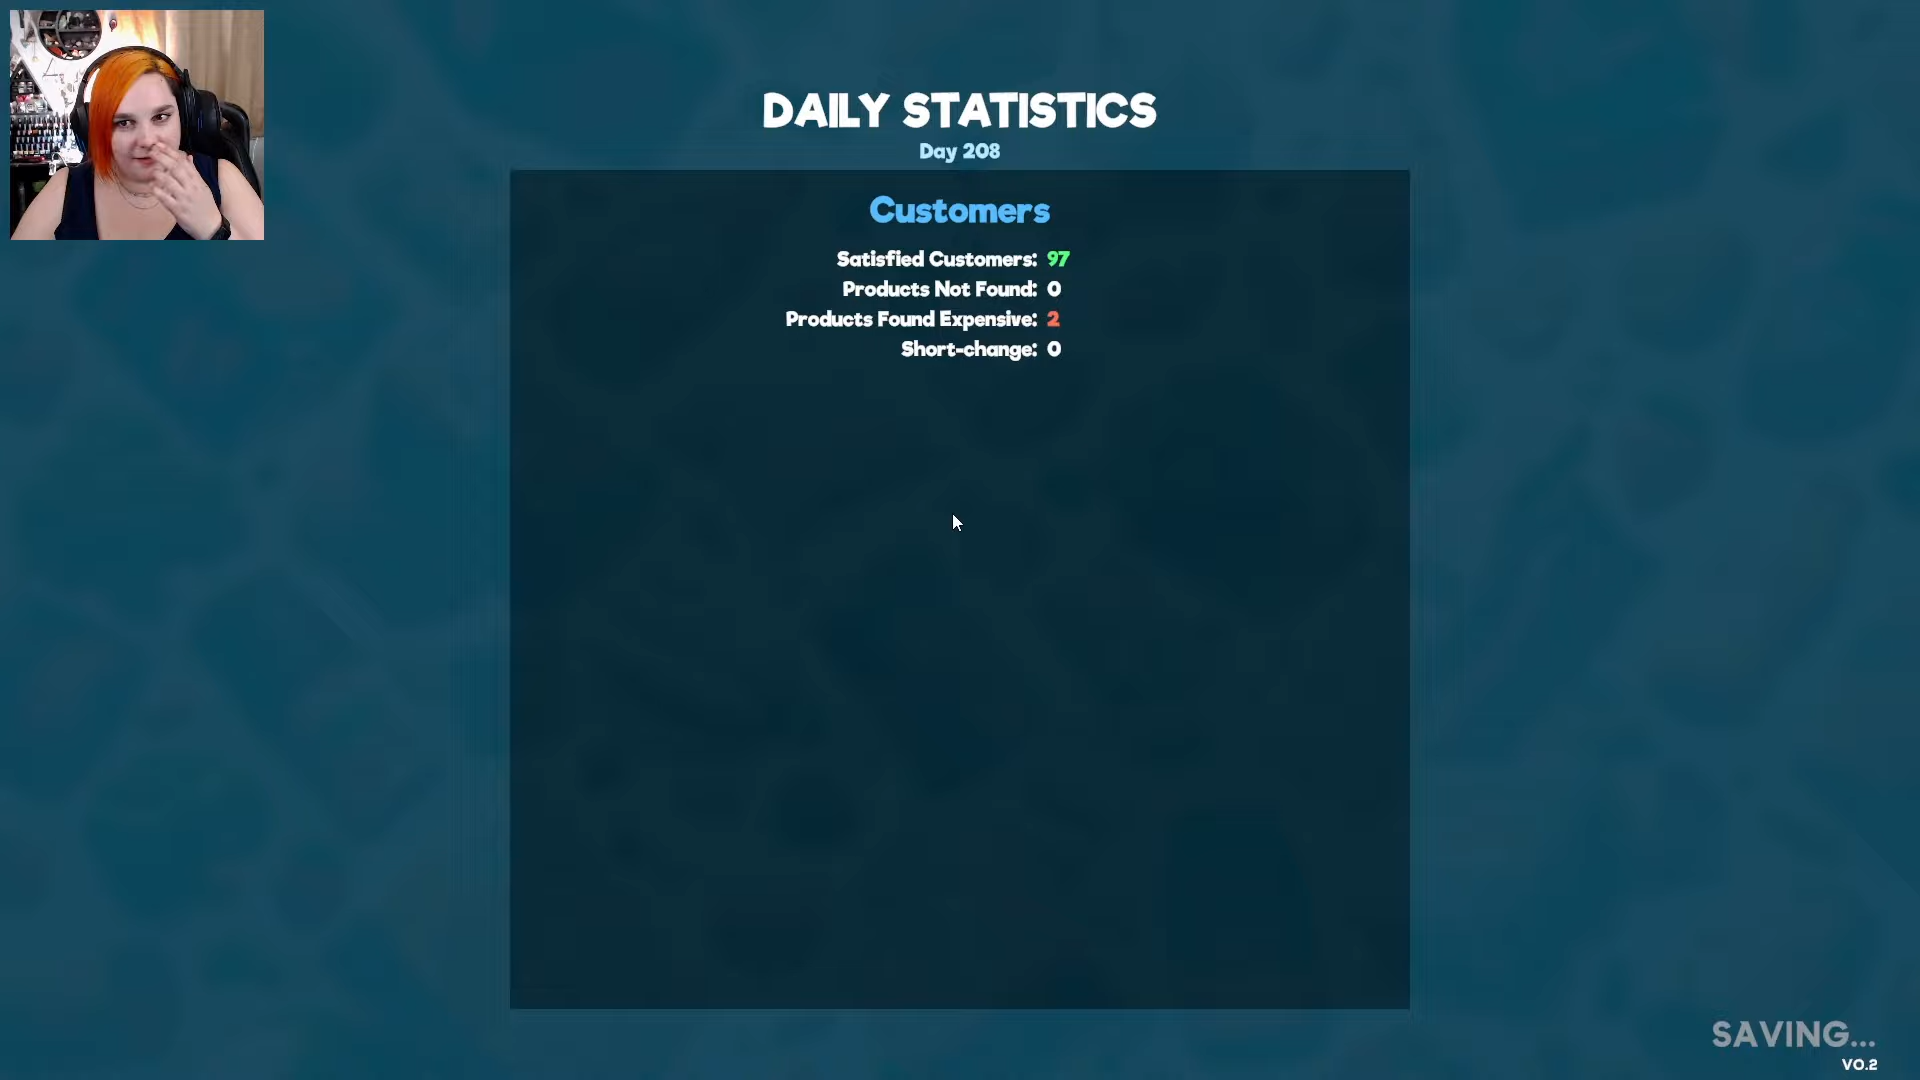 DAILY STATISTICS
Day 208
Customers
Satisfied Customers: 97
Products Not Found: 0
Products Found Expensive: 2
Short-change: 0
SAVING...
V0.2